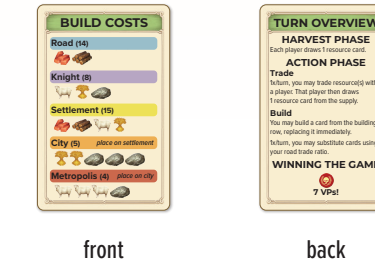 BUILD COSTS
Road (14)
Knight (8)
Settlement (15)
City (5) place on settlement
Metropolis (4) place on city
front
TURN OVERVIEW
HARVEST PHASE
Each player draws 1 resource card.
ACTION PHASE
Trade
1x/turn, you may trade resource(s) with
a player. That player then draws
1 resource card from the supply.
Build
You may build a card from the building
row, replacing it immediately.
1x/turn, you may substitute cards using
your road trade ratio.
WINNING THE GAM
7 VPs!
back